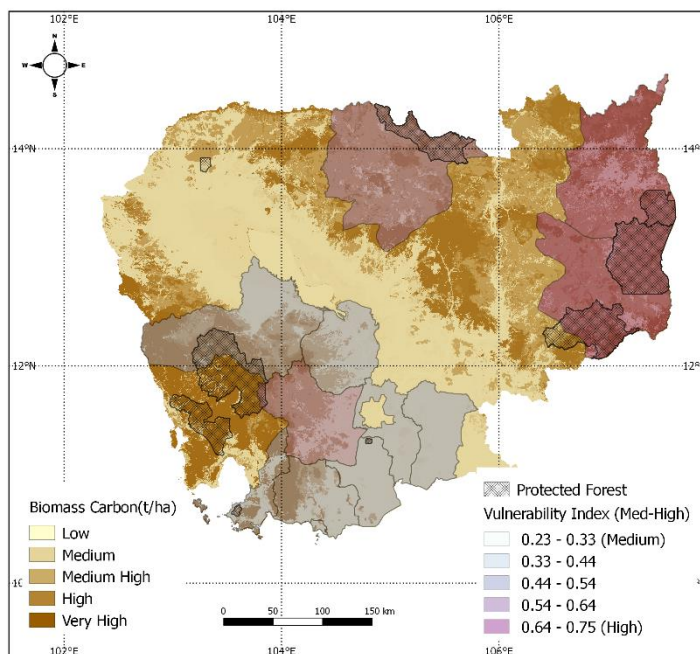 102°E 104°E 106°E
N
W E
S
14°N 14°N
12°N 12°N
Biomass Carbon(t/ha)
Low
Medium
Medium High
High
Very High
0 50 100 150 km
Protected Forest
Vulnerability Index (Med-High)
0.23 - 0.33 (Medium)
0.33 - 0.44
0.44 - 0.54
0.54 - 0.64
0.64 - 0.75 (High)
102°E 104°E 106°E